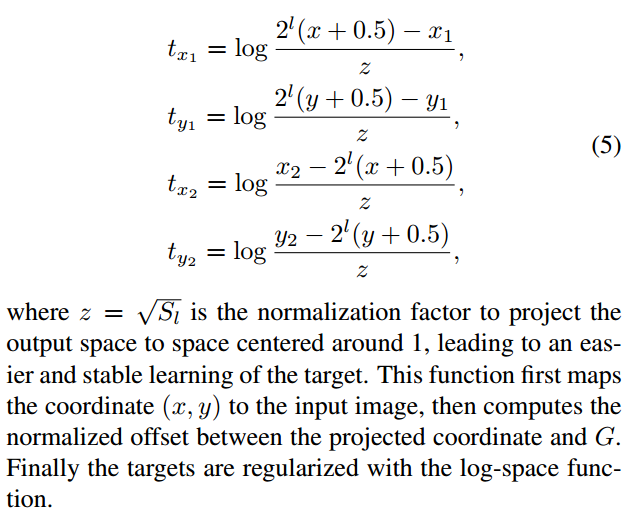 t_{x_1} = log \frac{2^l(x + 0.5) − x_1}{z},
t_{y_1} = log \frac{2^l(y + 0.5) − y_1}{z},
(5)
t_{x_2} = log \frac{x_2 − 2^l(x + 0.5)}{z},
t_{y_2} = log \frac{y_2 − 2^l(y + 0.5)}{z},
where z = \sqrt{S_l} is the normalization factor to project the
output space to space centered around 1, leading to an eas-
ier and stable learning of the target. This function first maps
the coordinate (x, y) to the input image, then computes the
normalized offset between the projected coordinate and G.
Finally the targets are regularized with the log-space func-
tion.